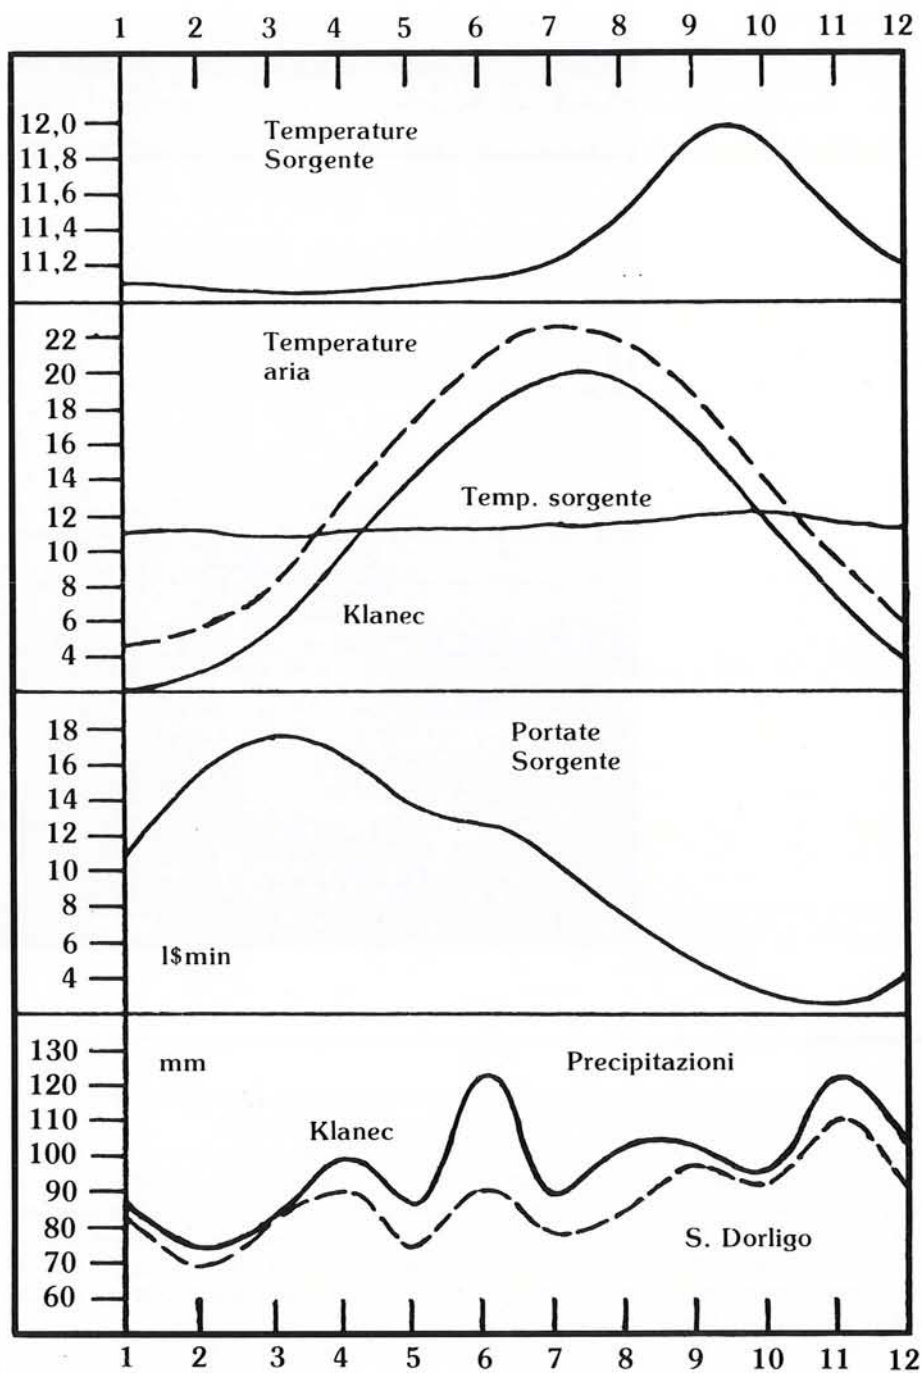 1 2 3 4 5 6 7 8 9 10 11 12
12,0
11,8
11,6
11,4
11,2
Temperature
Sorgente
22
20
18
16
14
12
10
8
6
4
Temperature
aria
Temp. sorgente
Klanec
18
16
14
12
10
8
6
4
Portate
Sorgente
l$min
130
120
110
100
90
80
70
60
mm
Precipitazioni
Klanec
S. Dorligo
1 2 3 4 5 6 7 8 9 10 11 12